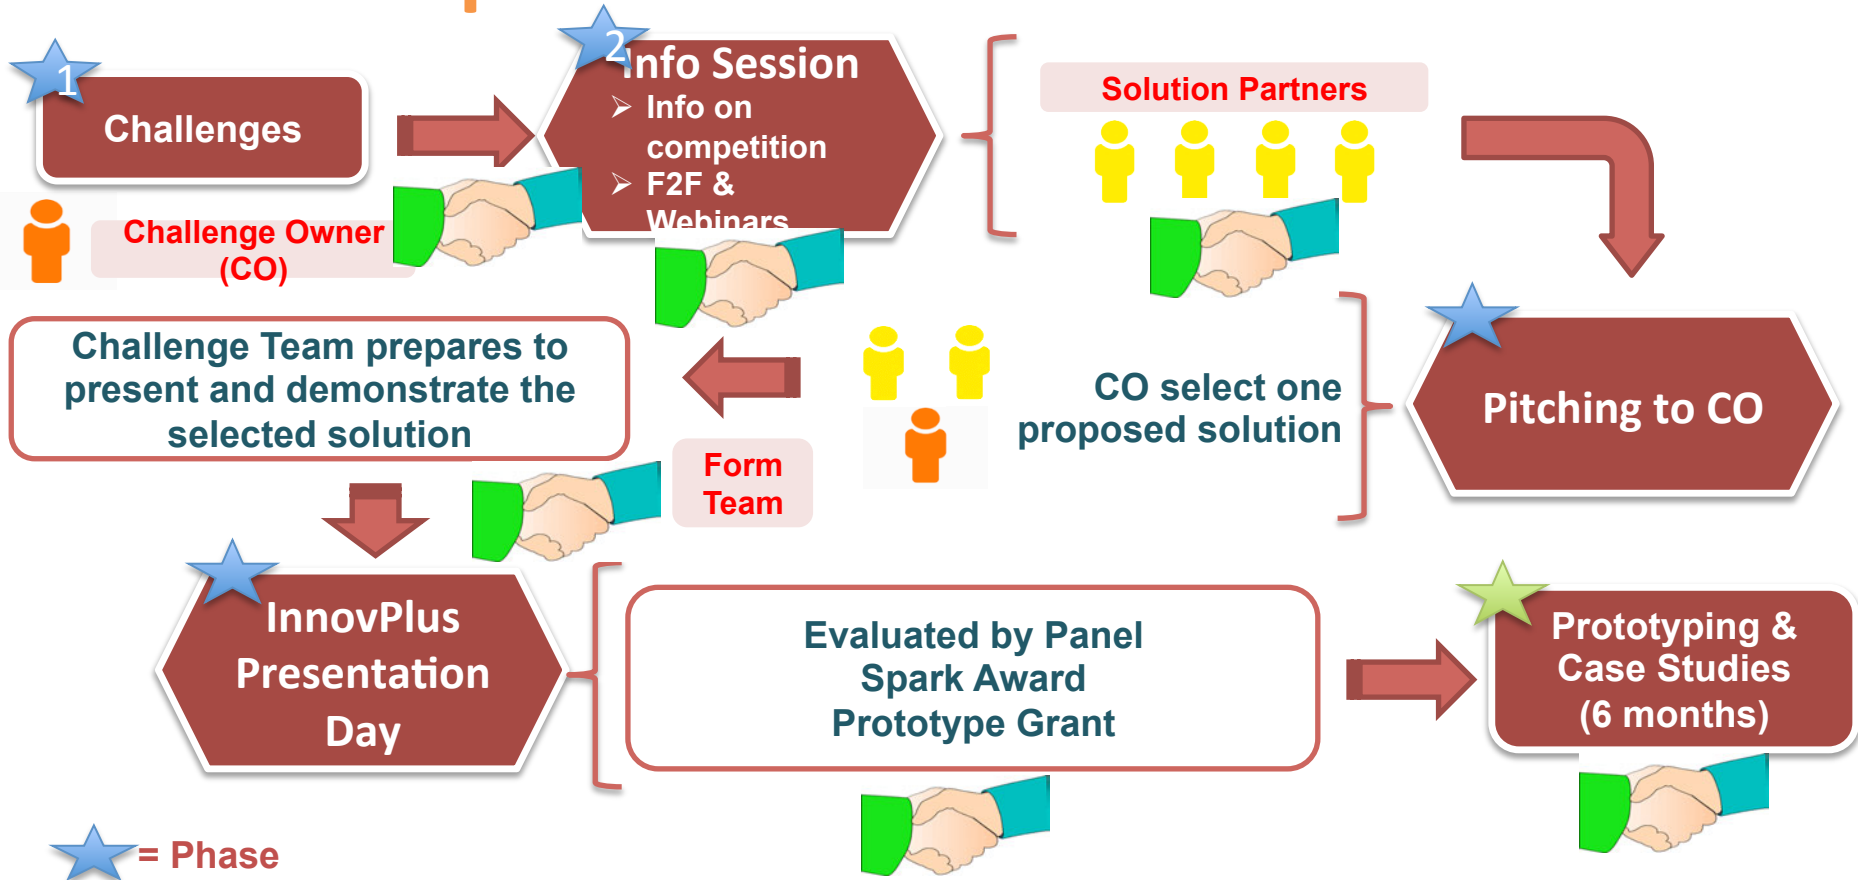 1
Challenges
2
Info Session
➢ Info on
competition
➢ F2F &
Webinars
Solution Partners
Challenge Owner
(CO)
Pitching to CO
CO select one
proposed solution
Form
Team
Challenge Team prepares to
present and demonstrate the
selected solution
InnovPlus
Presentation
Day
Evaluated by Panel
Spark Award
Prototype Grant
Prototyping &
Case Studies
(6 months)
= Phase